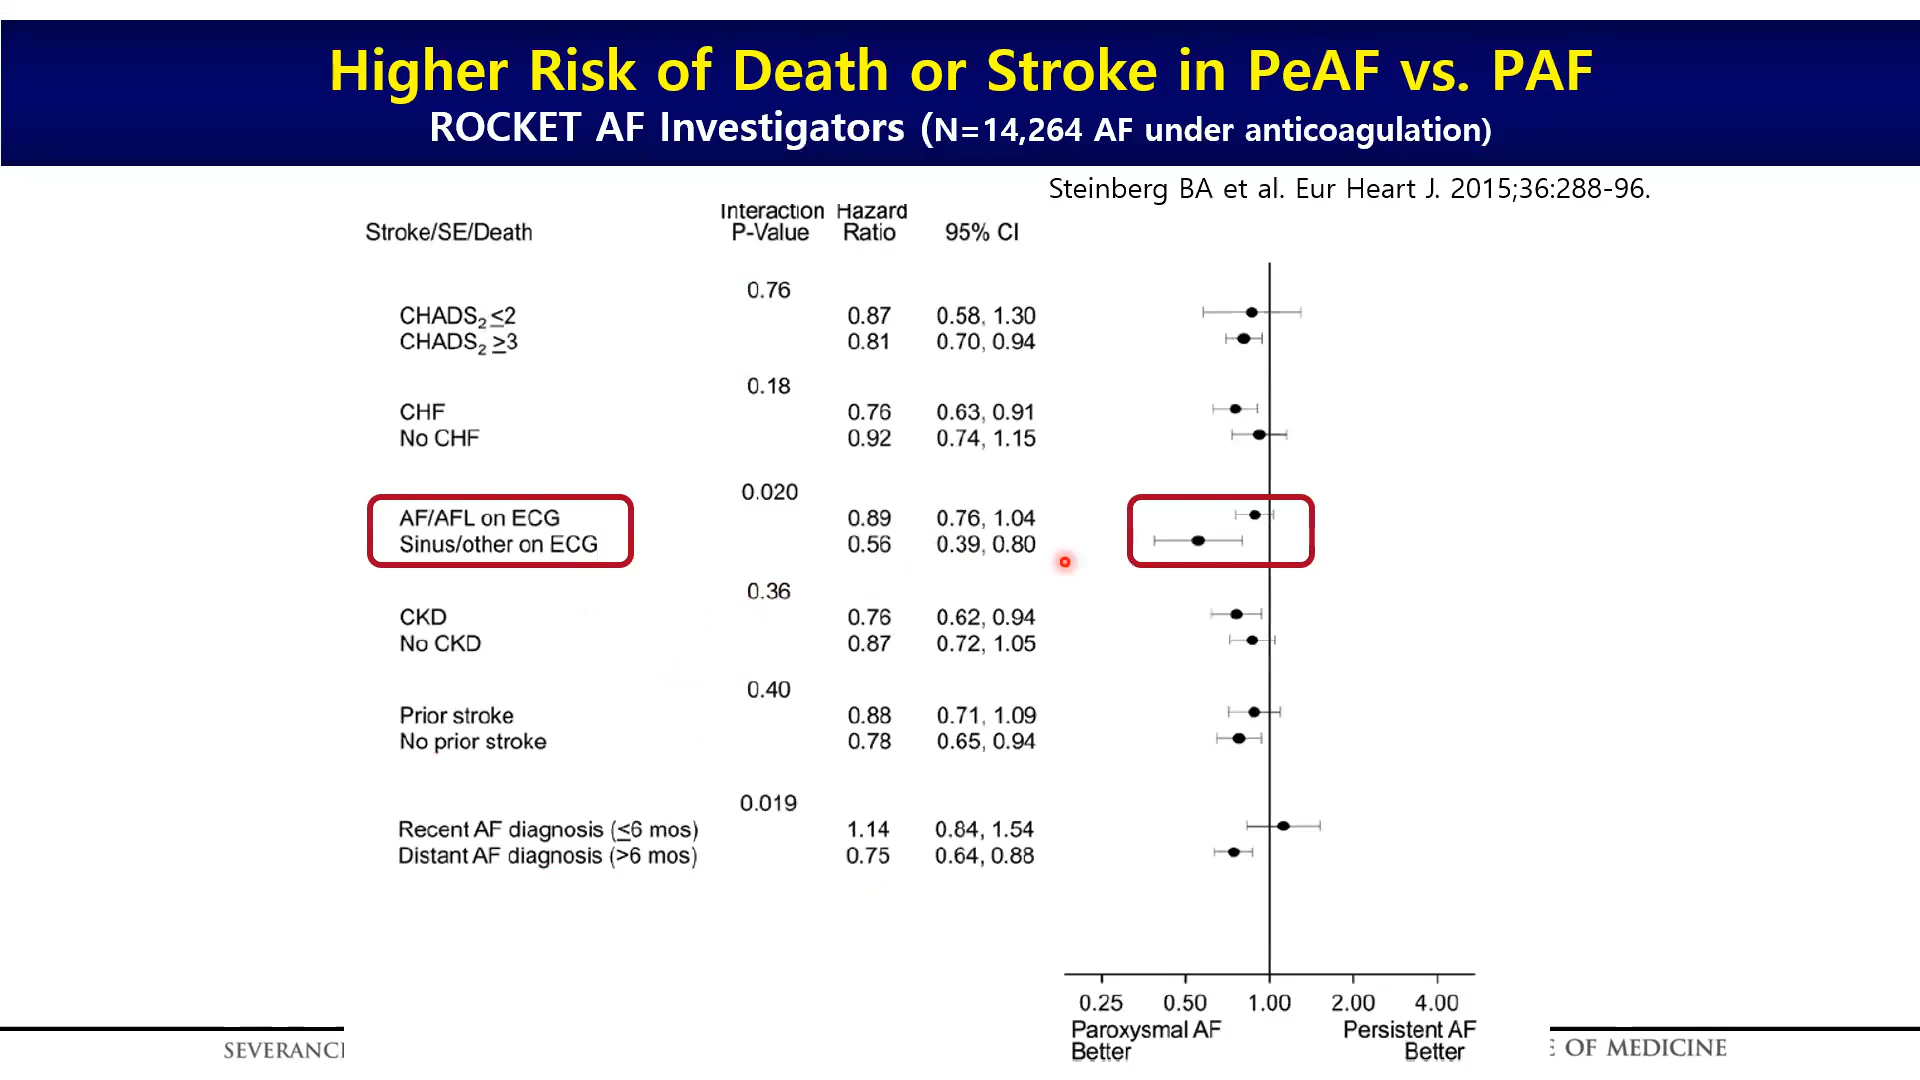 Higher Risk of Death or Stroke in PeAF vs. PAF
ROCKET AF Investigators (N=14,264 AF under anticoagulation)
Steinberg BA et al. Eur Heart J. 2015;36:288-96.
Stroke/SE/Death Interaction P-Value Hazard Ratio 95% CI
0.76
CHADS₂ ≤2 0.87 0.58, 1.30
CHADS₂ ≥3 0.81 0.70, 0.94
0.18
CHF 0.76 0.63, 0.91
No CHF 0.92 0.74, 1.15
0.020
AF/AFL on ECG 0.89 0.76, 1.04
Sinus/other on ECG 0.56 0.39, 0.80
0.36
CKD 0.76 0.62, 0.94
No CKD 0.87 0.72, 1.05
0.40
Prior stroke 0.88 0.71, 1.09
No prior stroke 0.78 0.65, 0.94
0.019
Recent AF diagnosis (≤6 mos) 1.14 0.84, 1.54
Distant AF diagnosis (>6 mos) 0.75 0.64, 0.88
0.25 0.50 1.00 2.00 4.00
Paroxysmal AF Better
Persistent AF Better
SEVERANC
OF MEDICINE